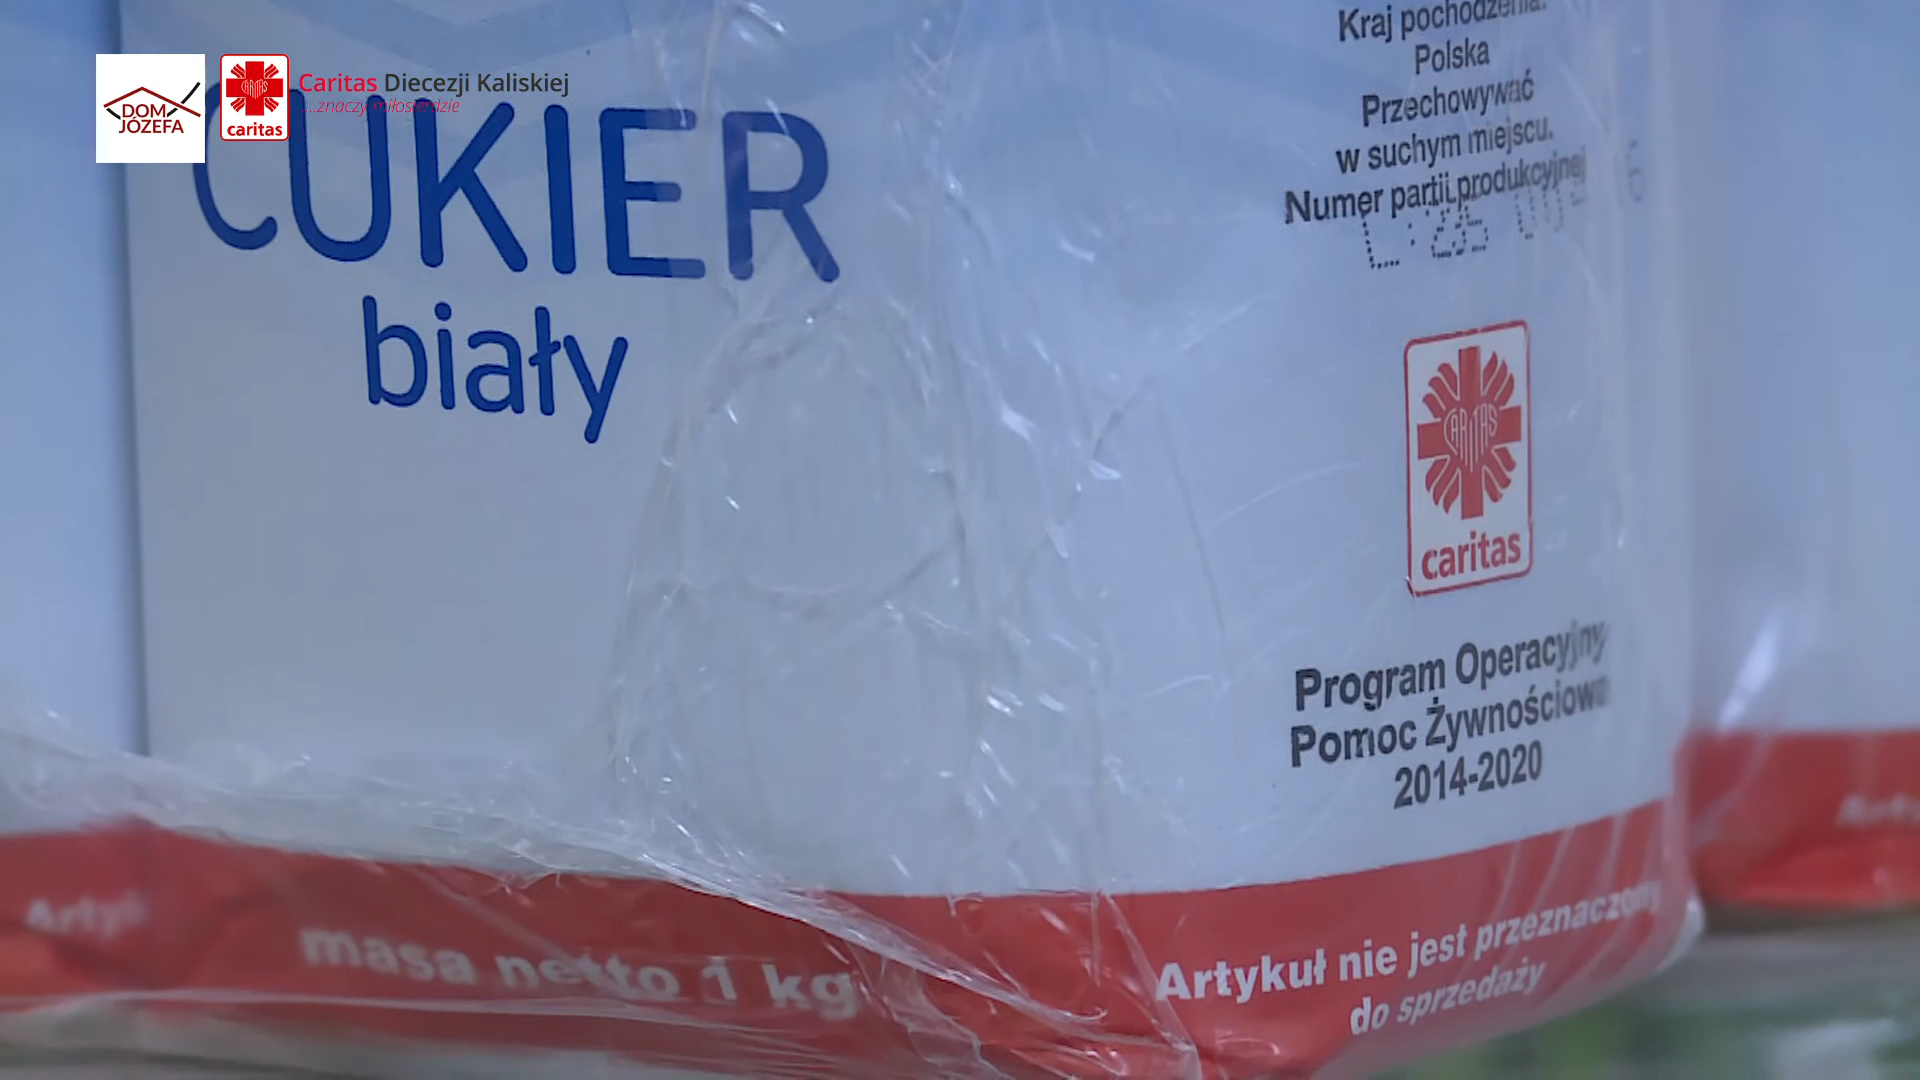 DOM
JÓZEFA
caritas
Caritas Diecezji Kaliskiej
...znaczy miłosierdzie
CUKIER
biały
Kraj pochodzenia:
Polska
Przechowywać
w suchym miejscu.
Numer partii produkcyjnej
CARITAS
caritas
Program Operacyjny
Pomoc Żywnościowa
2014-2020
masa netto 1 kg
Artykuł nie jest przeznaczony
do sprzedaży